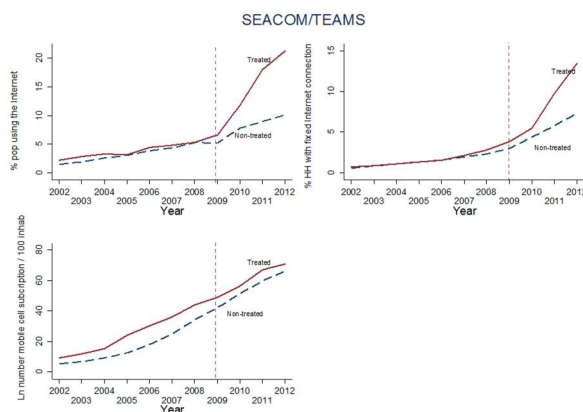 SEACOM/TEAMS
% pop using the Internet
20
15
10
5
0
Treated
Non-treated
2002 2004 2006 2008 2010 2012
2003 2005 2007 2009 2011
Year
% HH with fixed Internet connection
15
10
5
0
Treated
Non-treated
2002 2004 2006 2008 2010 2012
2003 2005 2007 2009 2011
Year
Ln number mobile cell subcription / 100 inhab
80
60
40
20
0
Treated
Non-treated
2002 2004 2006 2008 2010 2012
2003 2005 2007 2009 2011
Year